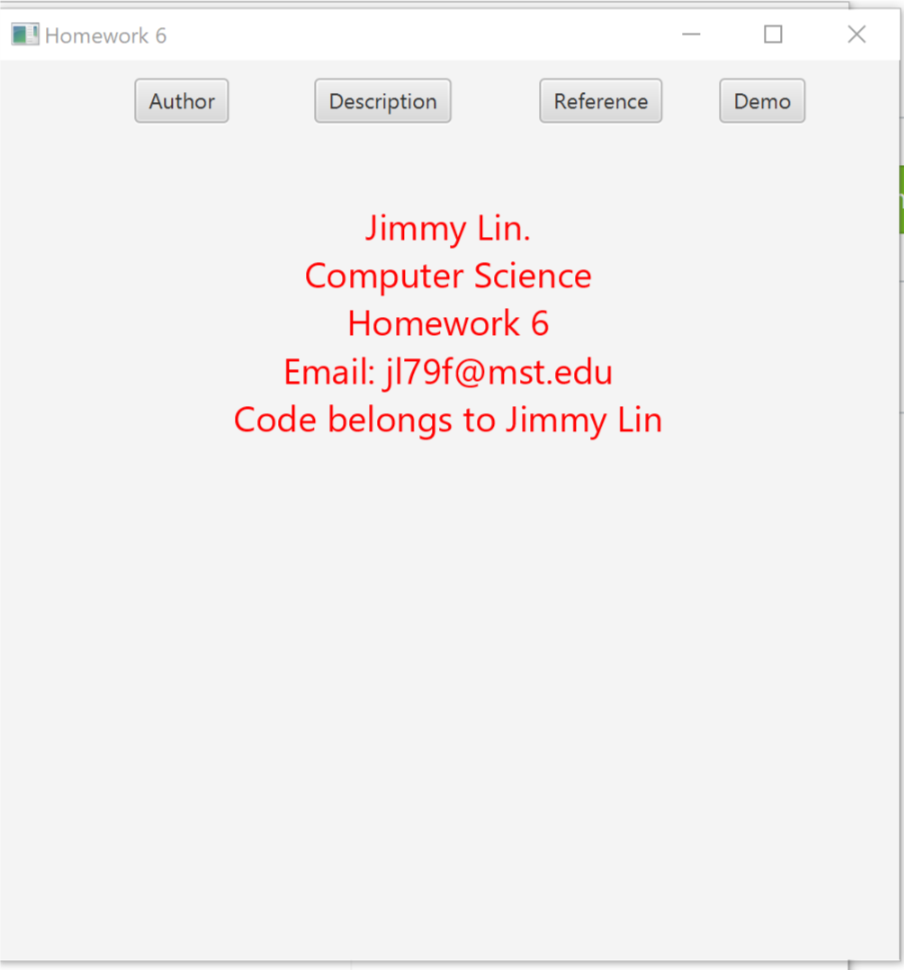 Homework 6
Author Description Reference Demo
Jimmy Lin.
Computer Science
Homework 6
Email: jl79f@mst.edu
Code belongs to Jimmy Lin